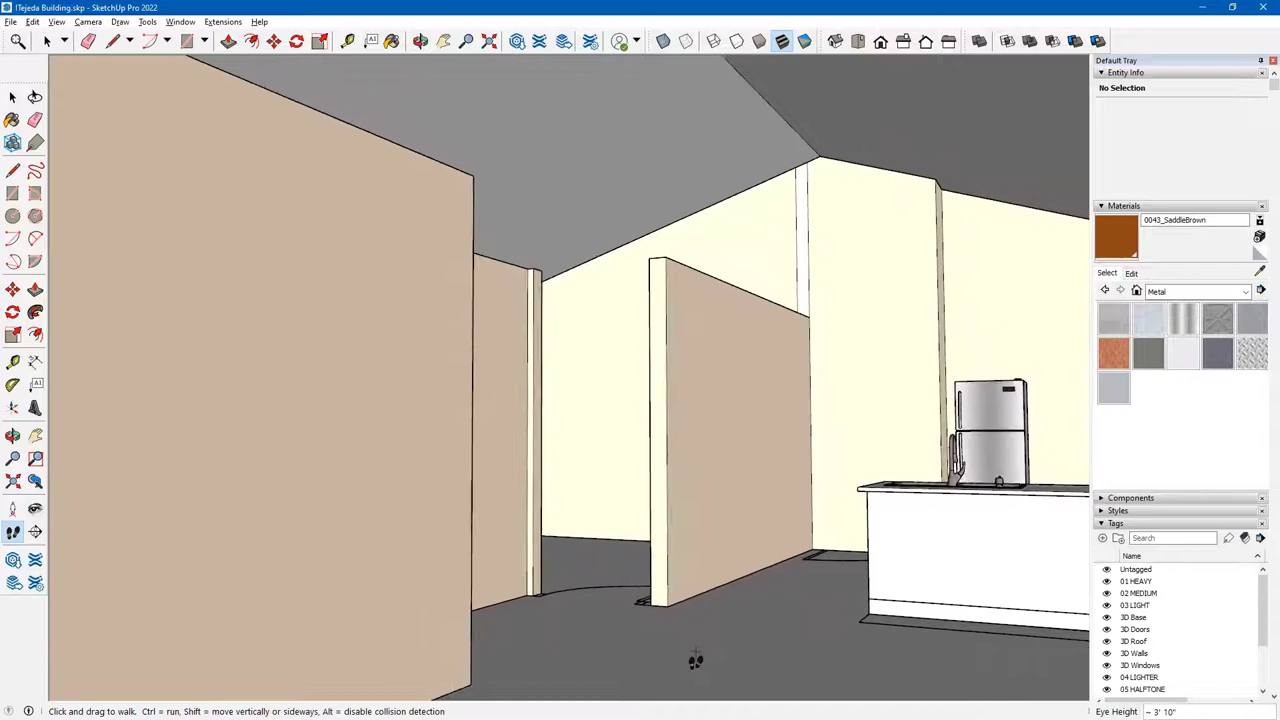 ITejeda Building.skp - SketchUp Pro 2022
File Edit View Camera Draw Tools Window Extensions Help
Default Tray
Entity Info
No Selection
Materials
0043_SaddleBrown
Select Edit
Metal
Components
Styles
Tags
Search
Name
Untagged
01 HEAVY
02 MEDIUM
03 LIGHT
3D Base
3D Doors
3D Roof
3D Walls
3D Windows
04 LIGHTER
05 HALFTONE
Click and drag to walk. Ctrl = run, Shift = move vertically or sideways, Alt = disable collision detection
Eye Height ~ 3' 10"